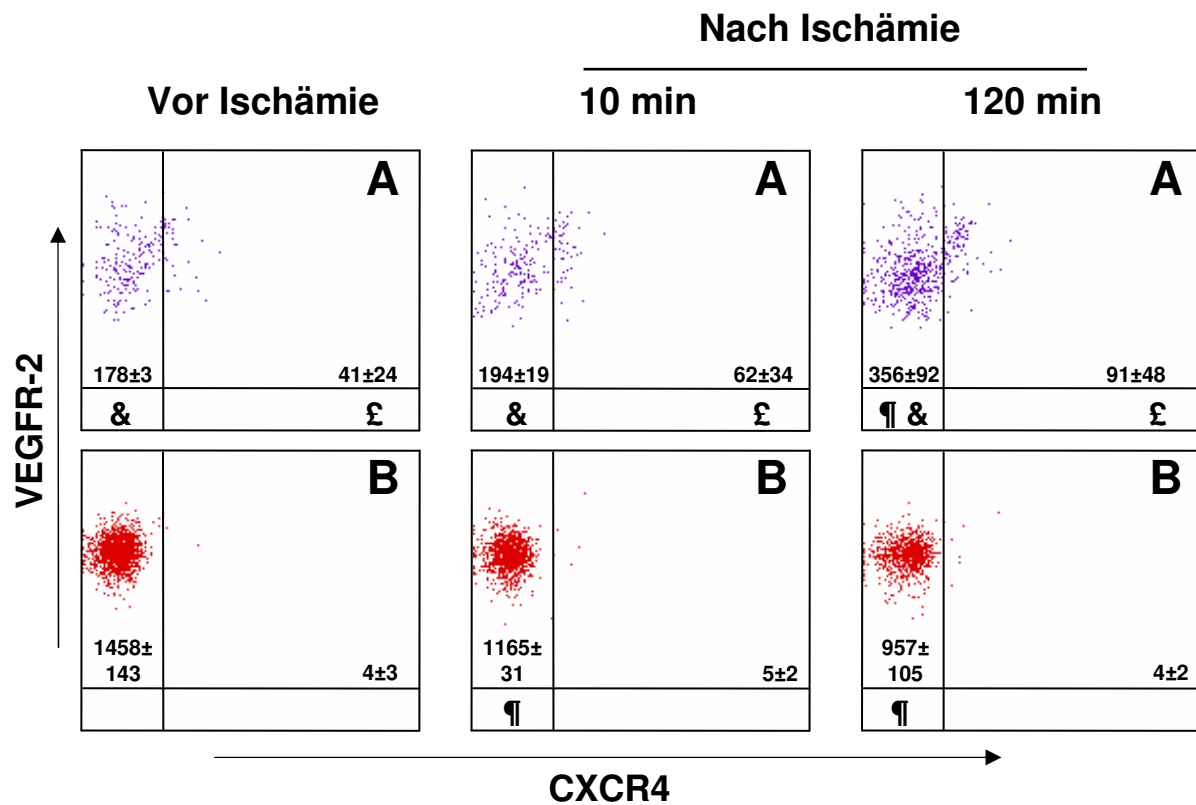 Nach Ischämie
Vor Ischämie 10 min 120 min
A A A
178±3 41±24 194±19 62±34 356±92 91±48
& £ & £ ¶ & £
VEGFR-2
B B B
1458± 1165± 957±
143 4±3 31 5±2 105 4±2
¶ ¶
CXCR4